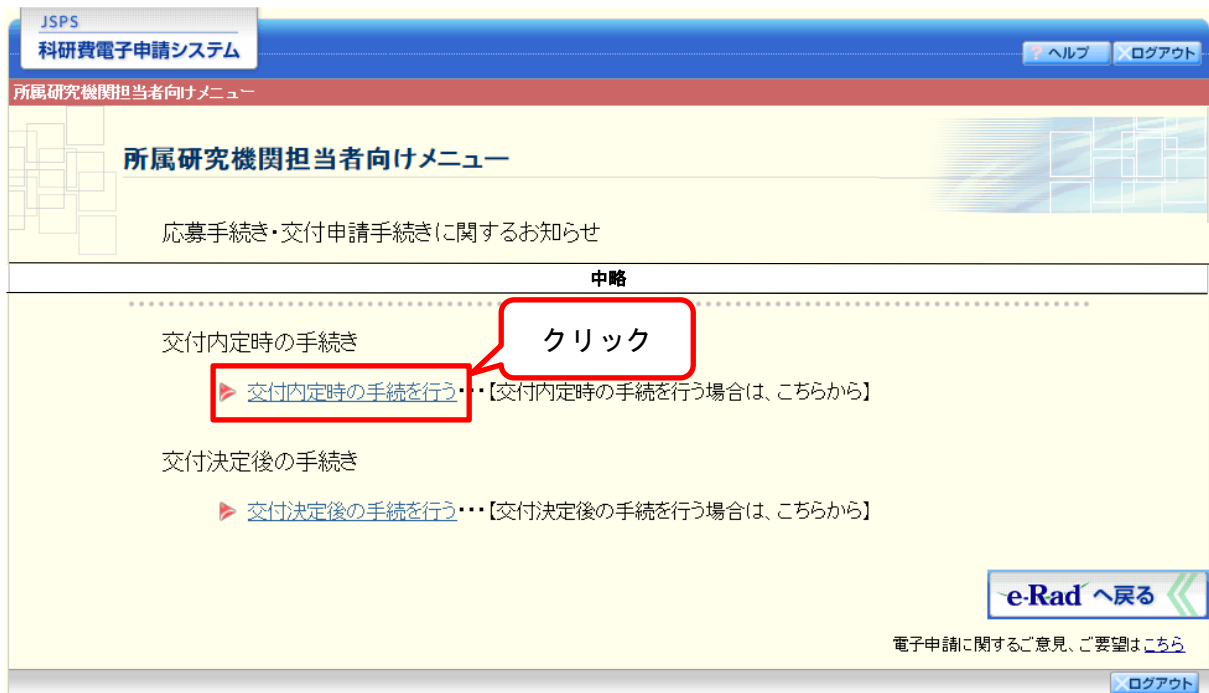 JSPS
科研費電子申請システム
? ヘルプ
ログアウト
所属研究機関担当者向けメニュー
所属研究機関担当者向けメニュー
応募手続き・交付申請手続きに関するお知らせ
中略
クリック
交付内定時の手続き
交付内定時の手続を行う・・・【交付内定時の手続を行う場合は、こちらから】
交付決定後の手続き
交付決定後の手続を行う・・・【交付決定後の手続を行う場合は、こちらから】
e-Rad へ戻る
電子申請に関するご意見、ご要望はこちら
ログアウト